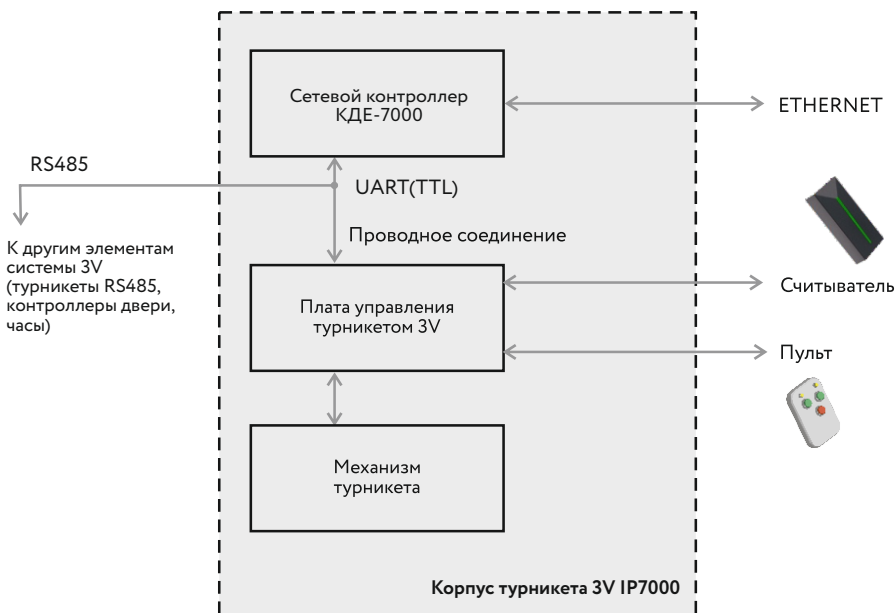 Сетевой контроллер
КДЕ-7000
ETHERNET
RS485
UART(TTL)
Проводное соединение
К другим элементам
системы 3V
(турникеты RS485,
контроллеры двери,
часы)
Плата управления
турникетом 3V
Считыватель
Пульт
Механизм
турникета
Корпус турникета 3V IP7000